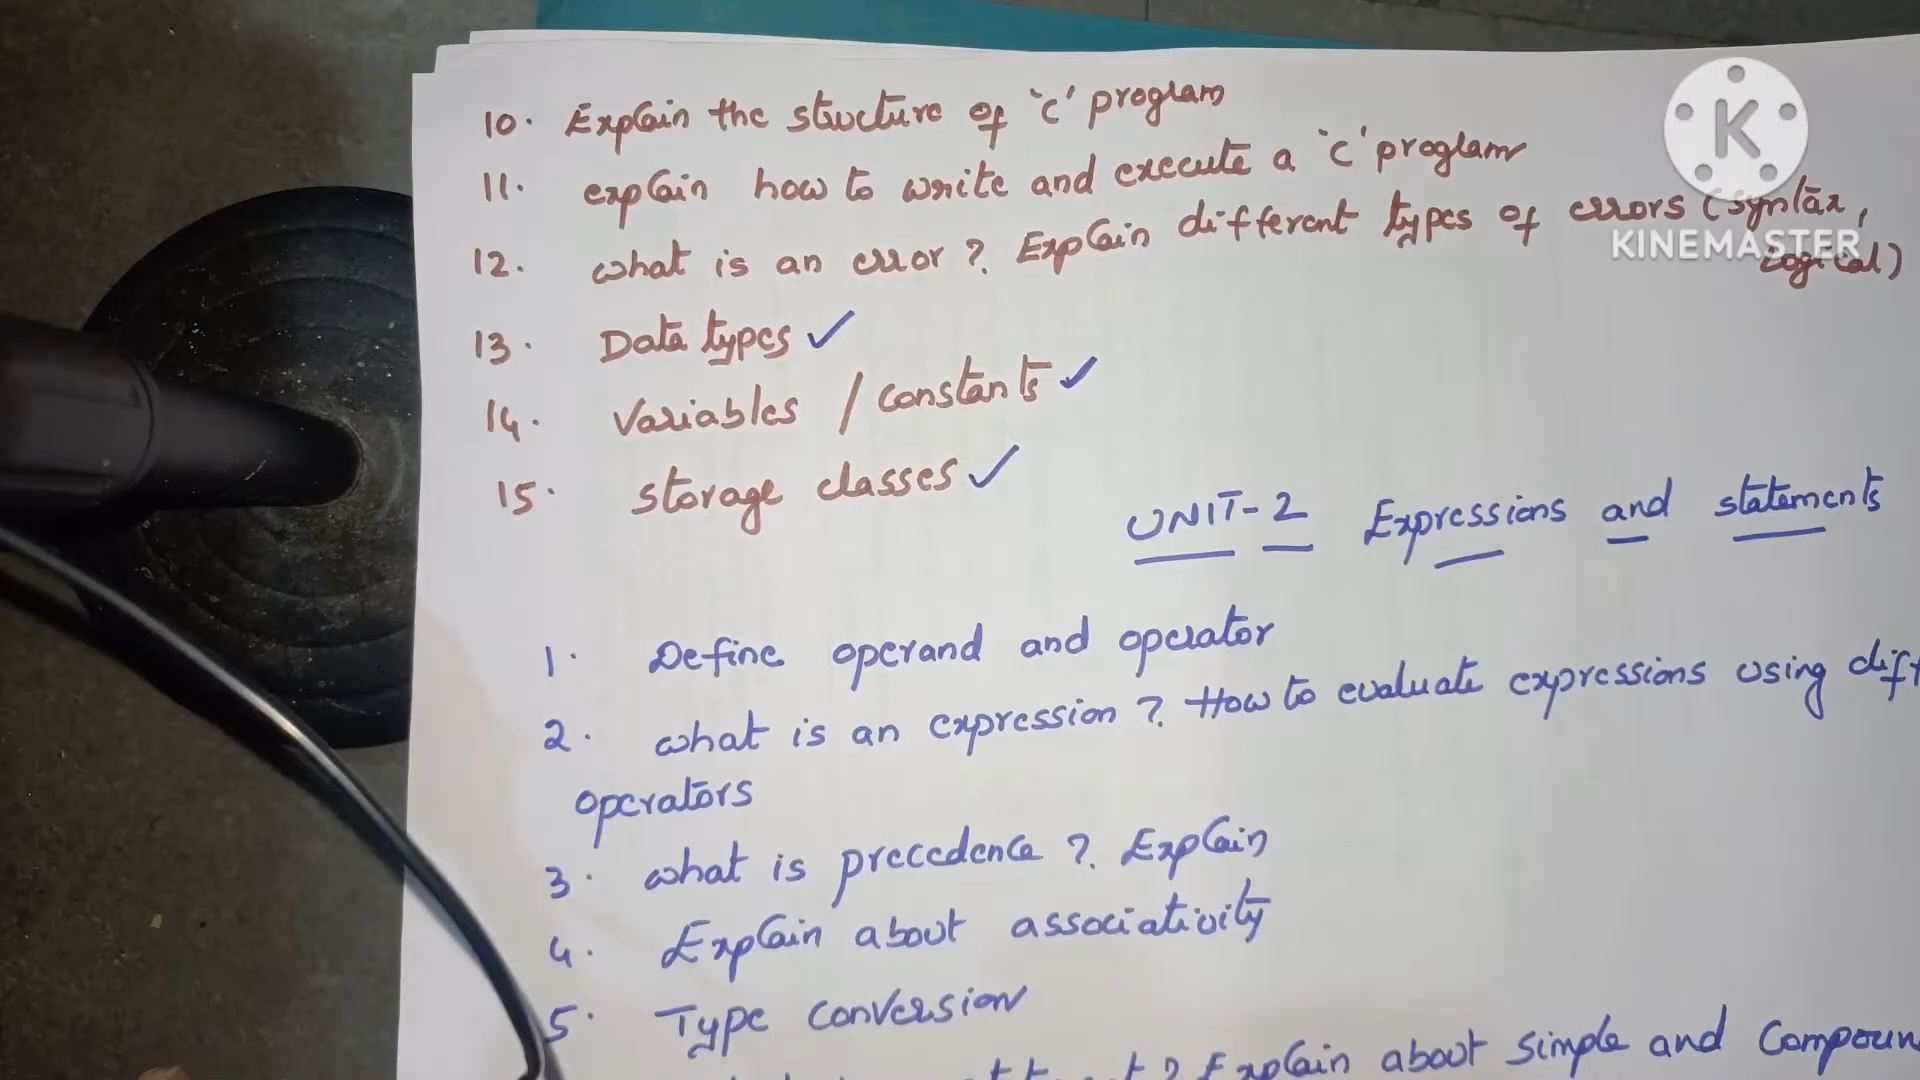 10. Explain the structure of 'c' program
11. explain how to write and execute a 'c' program
12. what is an error ? Explain different types of errors (syntax,
logical)
K
KINEMASTER
13. Data types ✓
14. Variables / constants ✓
15. storage classes ✓
UNIT-2 Expressions and statements
1. Define operand and operator
2. what is an expression ? How to evaluate expressions using
operators
3. what is precedence ? Explain
4. Explain about associativity
5. Type conversion
? Explain about simple and